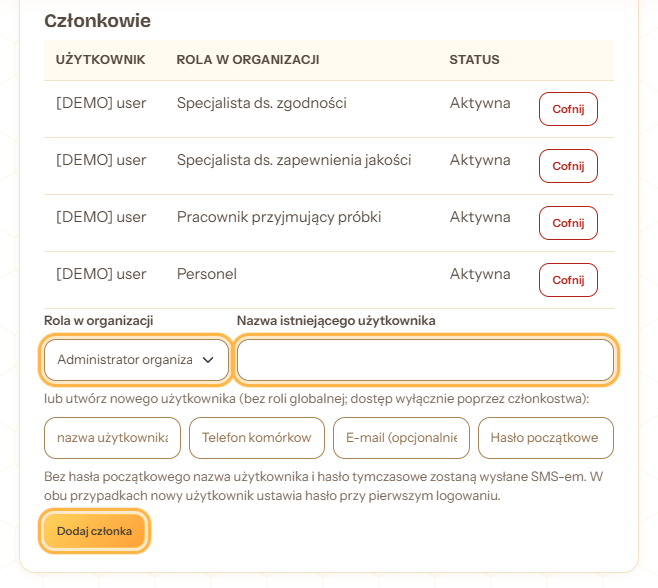 Członkowie
UŻYTKOWNIK ROLA W ORGANIZACJI STATUS
[DEMO] user Specjalista ds. zgodności Aktywna Cofnij
[DEMO] user Specjalista ds. zapewnienia jakości Aktywna Cofnij
[DEMO] user Pracownik przyjmujący próbki Aktywna Cofnij
[DEMO] user Personel Aktywna Cofnij
Rola w organizacji Nazwa istniejącego użytkownika
Administrator organiza
lub utwórz nowego użytkownika (bez roli globalnej; dostęp wyłącznie poprzez członkostwa):
nazwa użytkownika Telefon komórkow E-mail (opcjonalnie Hasło początkowe
Bez hasła początkowego nazwa użytkownika i hasło tymczasowe zostaną wysłane SMS-em. W
obu przypadkach nowy użytkownik ustawia hasło przy pierwszym logowaniu.
Dodaj członka